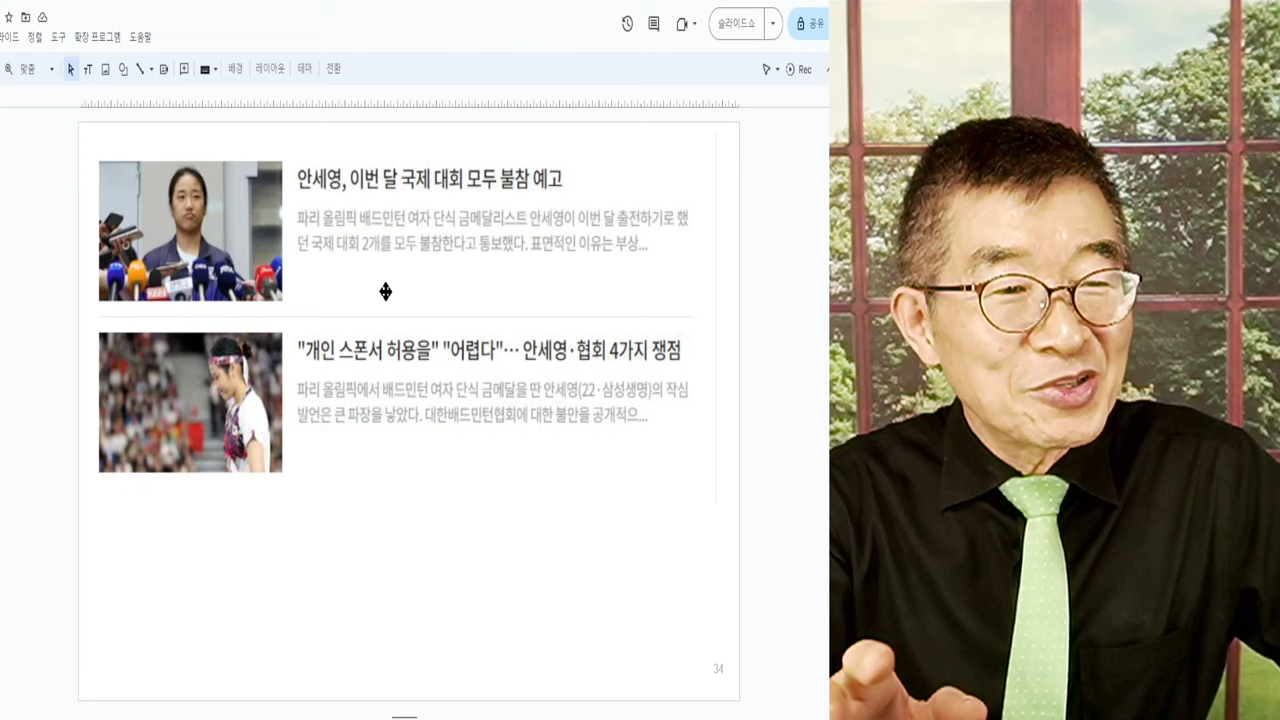 라이드 정렬 도구 확장 프로그램 도움말
슬라이드쇼
공유
맞춤
배경 레이아웃 테마 전환
Rec
안세영, 이번 달 국제 대회 모두 불참 예고
파리 올림픽 배드민턴 여자 단식 금메달리스트 안세영이 이번 달 출전하기로 했
던 국제 대회 2개를 모두 불참한다고 통보했다. 표면적인 이유는 부상...
"개인 스폰서 허용을" "어렵다"… 안세영·협회 4가지 쟁점
파리 올림픽에서 배드민턴 여자 단식 금메달을 딴 안세영(22·삼성생명)의 작심
발언은 큰 파장을 낳았다. 대한배드민턴협회에 대한 불만을 공개적으...
34